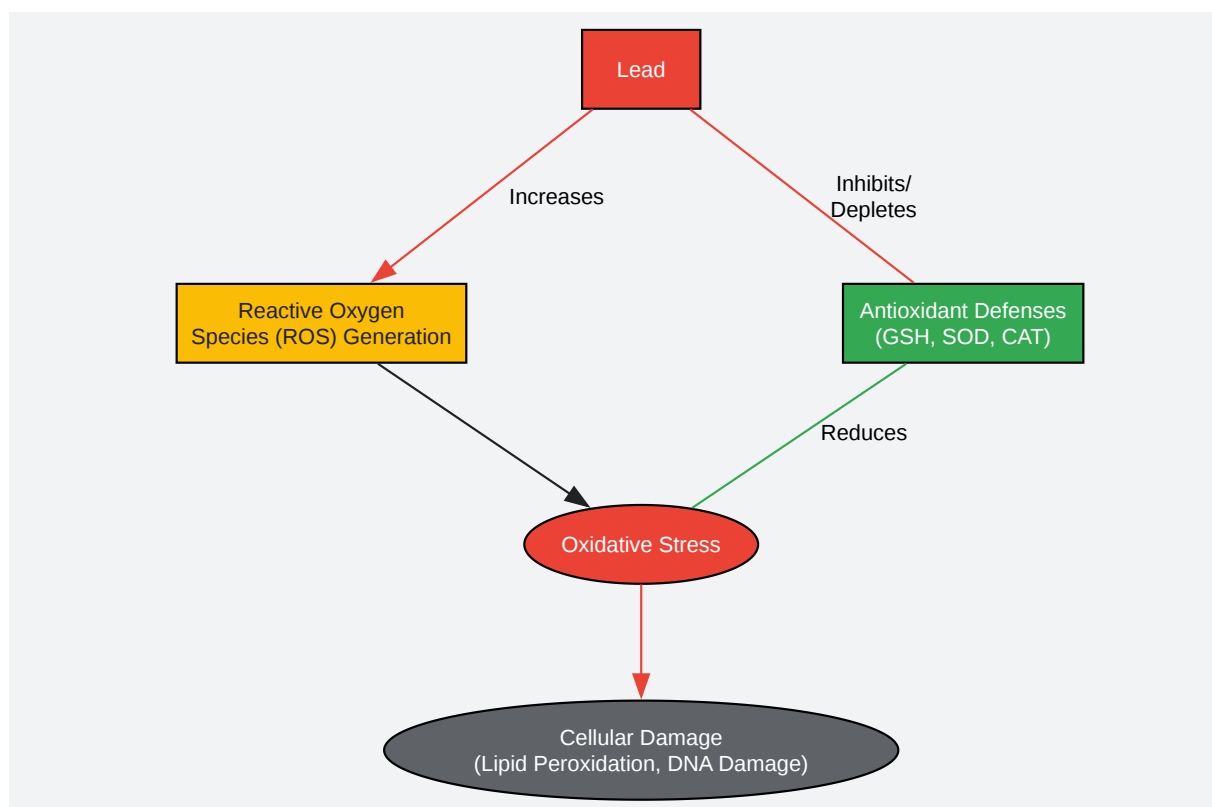 Lead
Increases
Inhibits/
Depletes
Reactive Oxygen
Species (ROS) Generation
Antioxidant Defenses
(GSH, SOD, CAT)
Reduces
Oxidative Stress
Cellular Damage
(Lipid Peroxidation, DNA Damage)